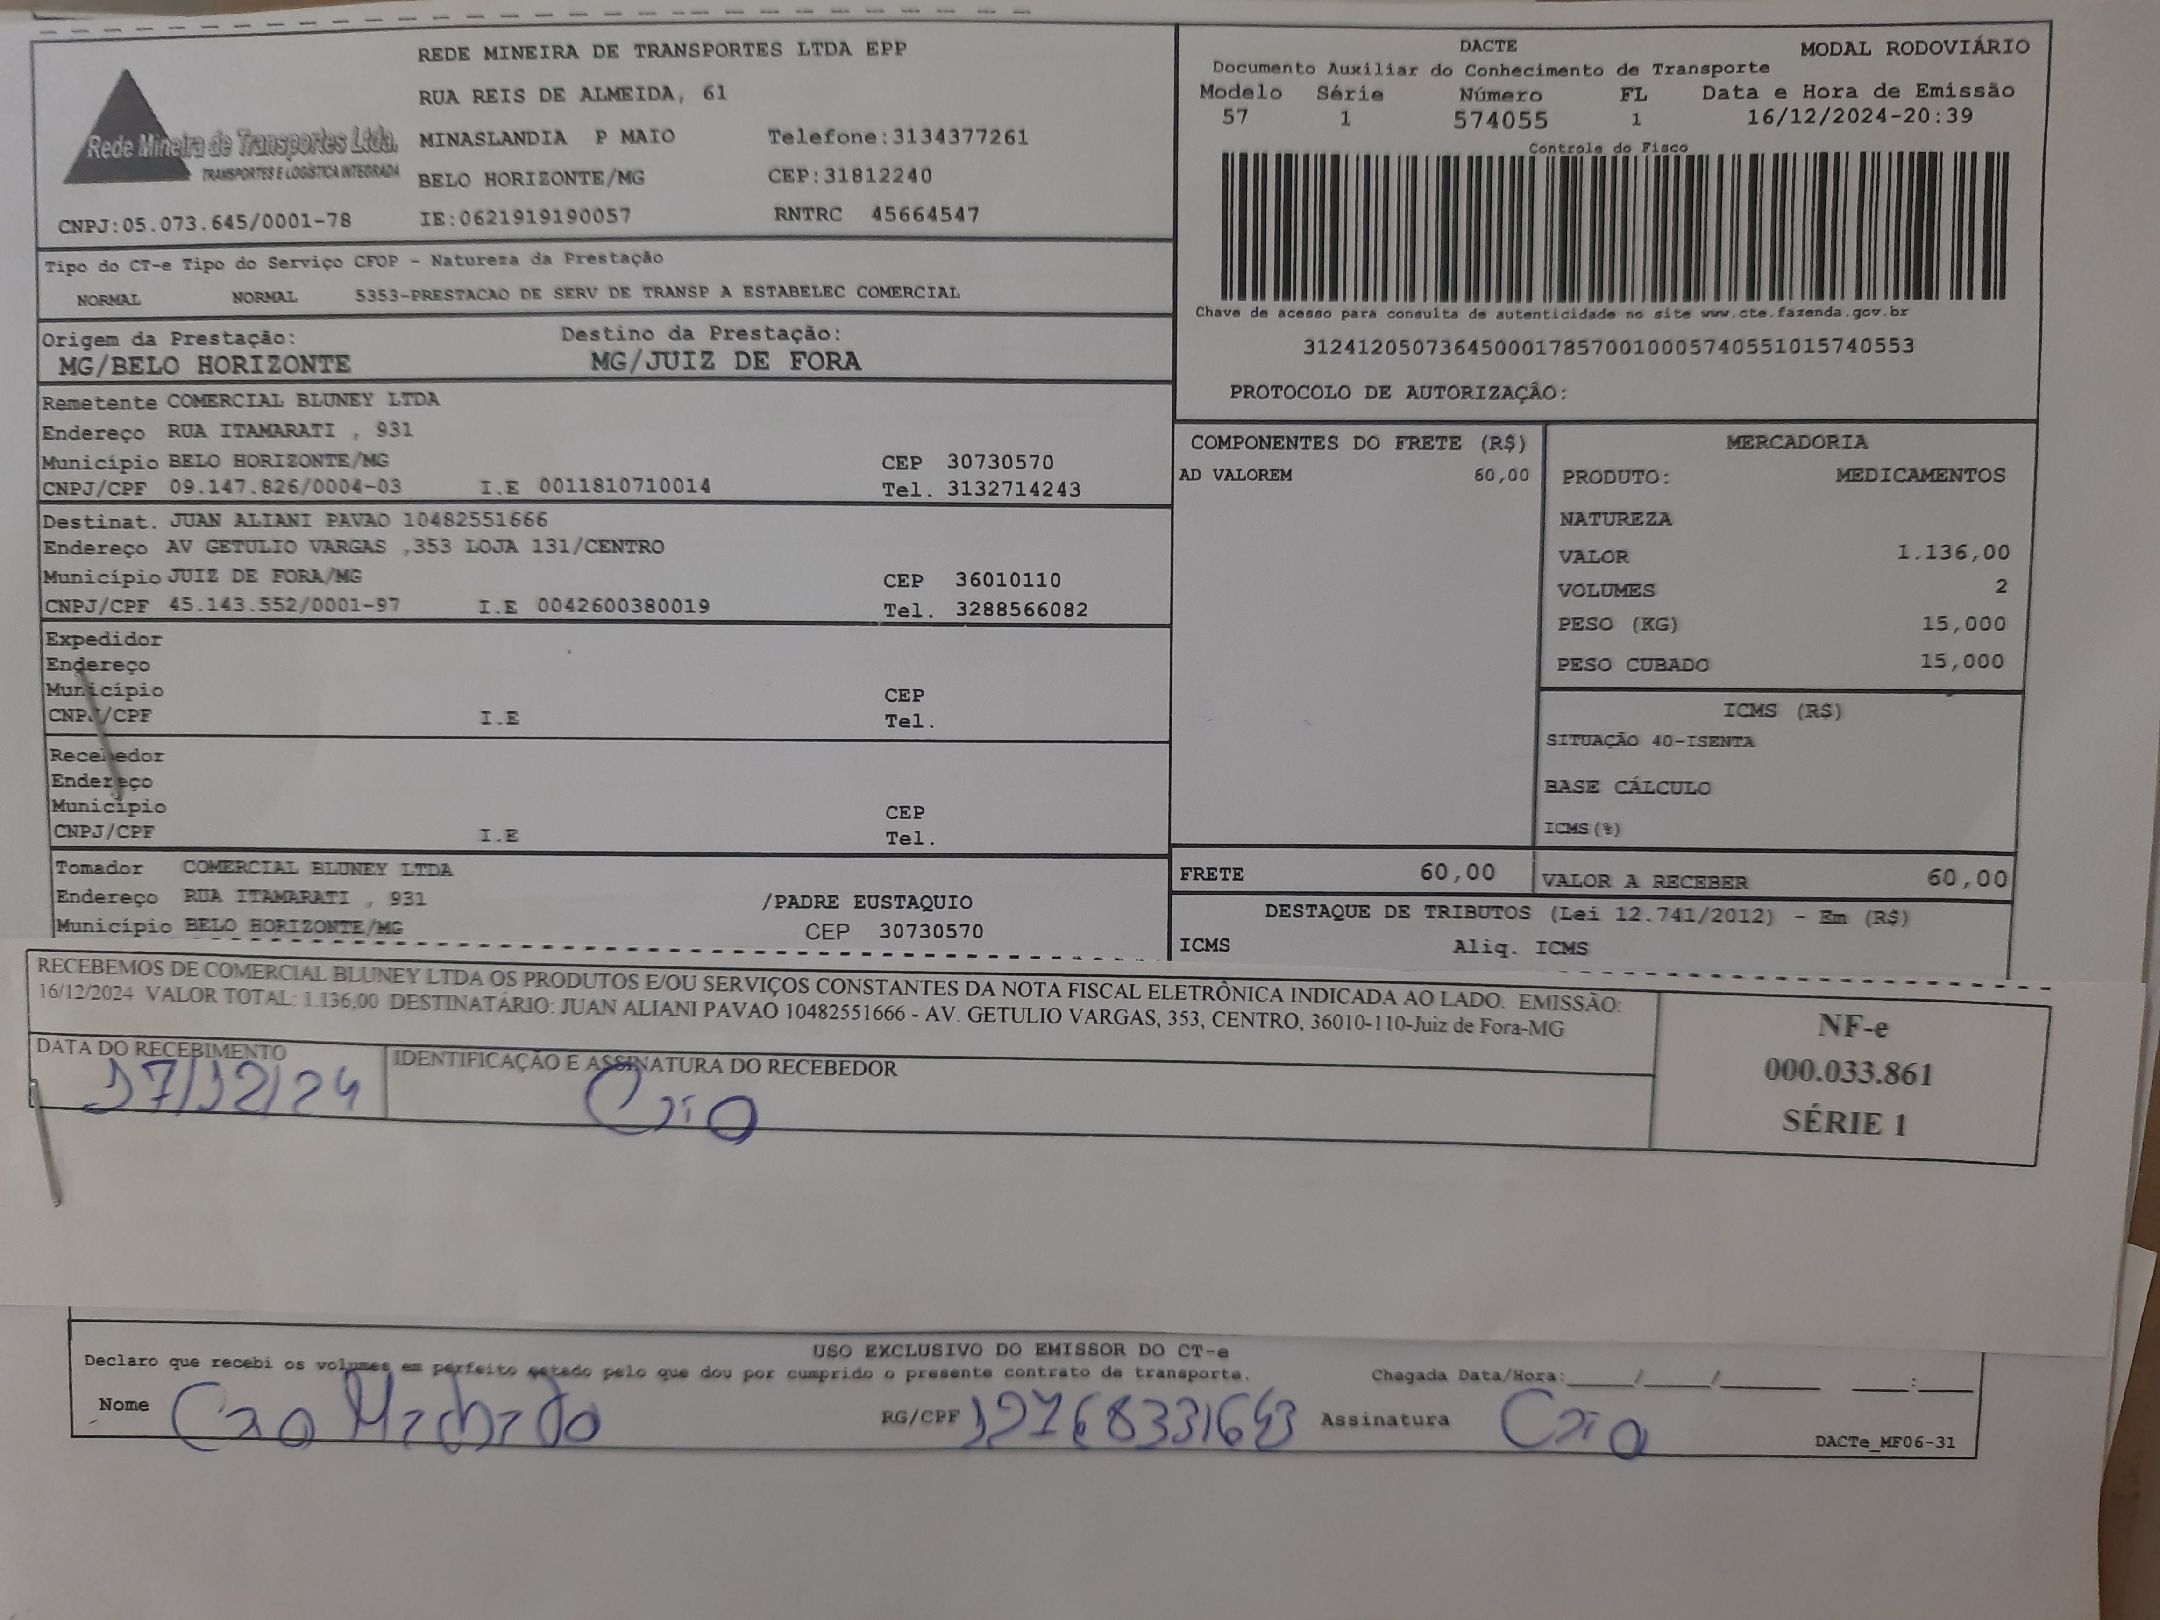 REDE MINEIRA DE TRANSPORTES LTDA EPP
RUA REIS DE ALMEIDA, 61
MINASLANDIA P MAIO Telefone:3134377261
BELO HORIZONTE/MG CEP:31812240
IE:0621919190057 RNTRC 45664547
Rede Mineira de Transportes Ltda.
TRANSPORTES E LOGÍSTICA INTEGRADA
CNPJ:05.073.645/0001-78
DACTE MODAL RODOVIÁRIO
Documento Auxiliar do Conhecimento de Transporte
Modelo Série Número FL Data e Hora de Emissão
57 1 574055 1 16/12/2024-20:39
Controle do Fisco
Chave de acesso para consulta de autenticidade no site www.cte.fazenda.gov.br
31241205073645000178570010005740551015740553
PROTOCOLO DE AUTORIZAÇÃO:
Tipo do CT-e Tipo do Serviço CFOP - Natureza da Prestação
NORMAL NORMAL 5353-PRESTACAO DE SERV DE TRANSP A ESTABELEC COMERCIAL
Origem da Prestação: Destino da Prestação:
MG/BELO HORIZONTE MG/JUIZ DE FORA
Remetente COMERCIAL BLUNEY LTDA
Endereço RUA ITAMARATI , 931
Município BELO HORIZONTE/MG CEP 30730570
CNPJ/CPF 09.147.826/0004-03 I.E 0011810710014 Tel. 3132714243
Destinat. JUAN ALIANI PAVAO 10482551666
Endereço AV GETULIO VARGAS ,353 LOJA 131/CENTRO
Município JUIZ DE FORA/MG CEP 36010110
CNPJ/CPF 45.143.552/0001-97 I.E 0042600380019 Tel. 3288566082
Expedidor
Endereço
Município CEP
CNPJ/CPF I.E Tel.
Recebedor
Endereço
Município CEP
CNPJ/CPF I.E Tel.
Tomador COMERCIAL BLUNEY LTDA
Endereço RUA ITAMARATI , 931 /PADRE EUSTAQUIO
Município BELO HORIZONTE/MG CEP 30730570
COMPONENTES DO FRETE (R$)
AD VALOREM 60,00
MERCADORIA
PRODUTO: MEDICAMENTOS
NATUREZA
VALOR 1.136,00
VOLUMES 2
PESO (KG) 15,000
PESO CUBADO 15,000
ICMS (R$)
SITUAÇÃO 40-ISENTA
BASE CÁLCULO
ICMS(%)
FRETE 60,00 VALOR A RECEBER 60,00
DESTAQUE DE TRIBUTOS (Lei 12.741/2012) - Em (R$)
ICMS Aliq. ICMS
RECEBEMOS DE COMERCIAL BLUNEY LTDA OS PRODUTOS E/OU SERVIÇOS CONSTANTES DA NOTA FISCAL ELETRÔNICA INDICADA AO LADO. EMISSÃO:
16/12/2024 VALOR TOTAL: 1.136,00 DESTINATÁRIO: JUAN ALIANI PAVAO 10482551666 - AV. GETULIO VARGAS, 353, CENTRO, 36010-110-Juiz de Fora-MG
DATA DO RECEBIMENTO IDENTIFICAÇÃO E ASSINATURA DO RECEBEDOR
17/12/24 Caio
NF-e
000.033.861
SÉRIE 1
USO EXCLUSIVO DO EMISSOR DO CT-e
Declaro que recebi os volumes em perfeito estado pelo que dou por cumprido o presente contrato de transporte. Chegada Data/Hora:____/____/______ ___:___
Nome Caio Machado RG/CPF 12768331643 Assinatura Caio
DACTe_MF06-31